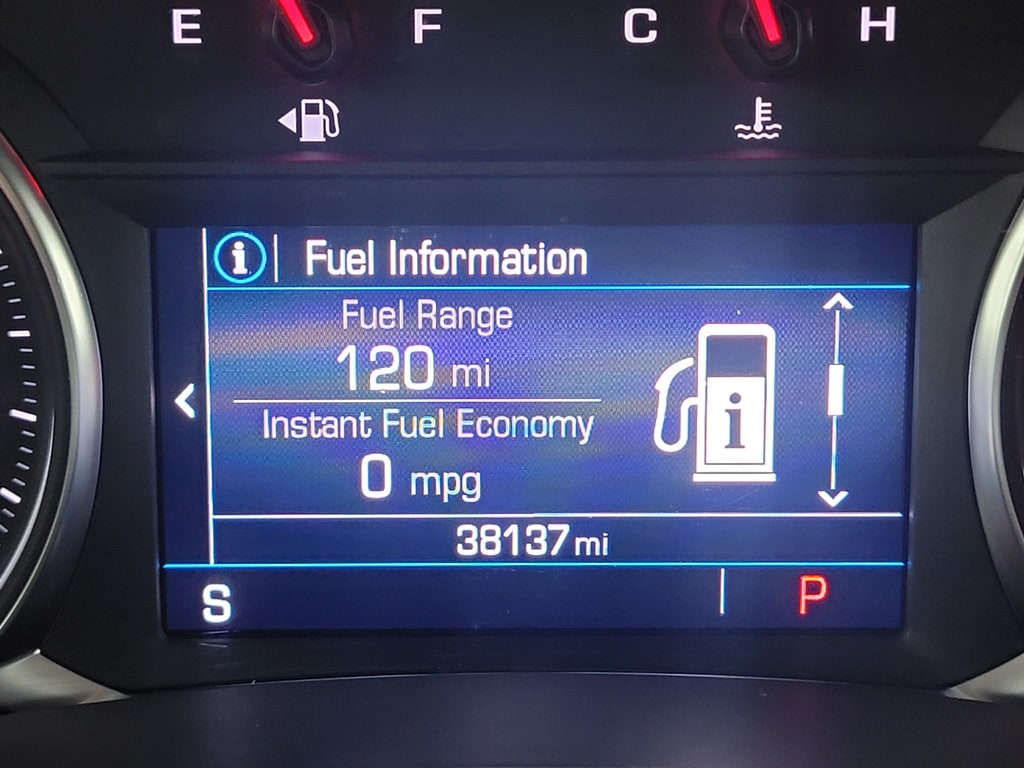 E F C H
i Fuel Information
Fuel Range
120 mi
Instant Fuel Economy
i
0 mpg
38137 mi
S P